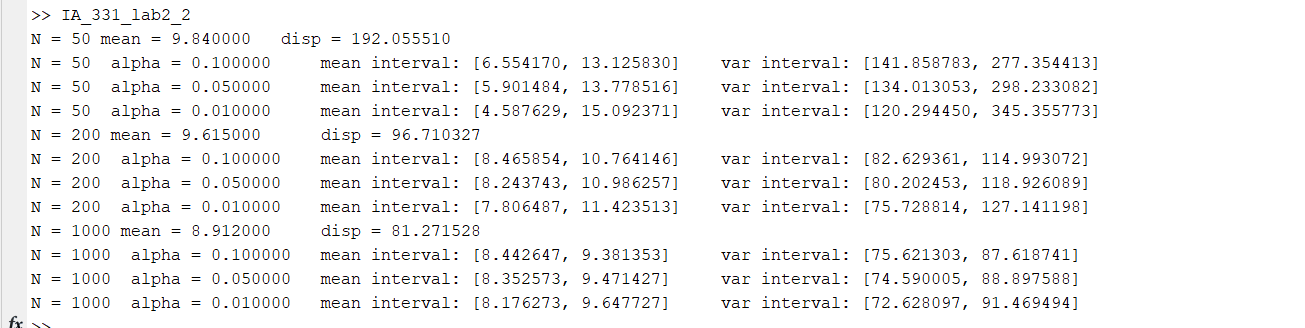 >> IA_331_lab2_2
N = 50 mean = 9.840000   disp = 192.055510
N = 50  alpha = 0.100000     mean interval: [6.554170, 13.125830]    var interval: [141.858783, 277.354413]
N = 50  alpha = 0.050000     mean interval: [5.901484, 13.778516]    var interval: [134.013053, 298.233082]
N = 50  alpha = 0.010000     mean interval: [4.587629, 15.092371]    var interval: [120.294450, 345.355773]
N = 200 mean = 9.615000      disp = 96.710327
N = 200  alpha = 0.100000    mean interval: [8.465854, 10.764146]    var interval: [82.629361, 114.993072]
N = 200  alpha = 0.050000    mean interval: [8.243743, 10.986257]    var interval: [80.202453, 118.926089]
N = 200  alpha = 0.010000    mean interval: [7.806487, 11.423513]    var interval: [75.728814, 127.141198]
N = 1000 mean = 8.912000     disp = 81.271528
N = 1000  alpha = 0.100000   mean interval: [8.442647, 9.381353]     var interval: [75.621303, 87.618741]
N = 1000  alpha = 0.050000   mean interval: [8.352573, 9.471427]     var interval: [74.590005, 88.897588]
N = 1000  alpha = 0.010000   mean interval: [8.176273, 9.647727]     var interval: [72.628097, 91.469494]
fx >>